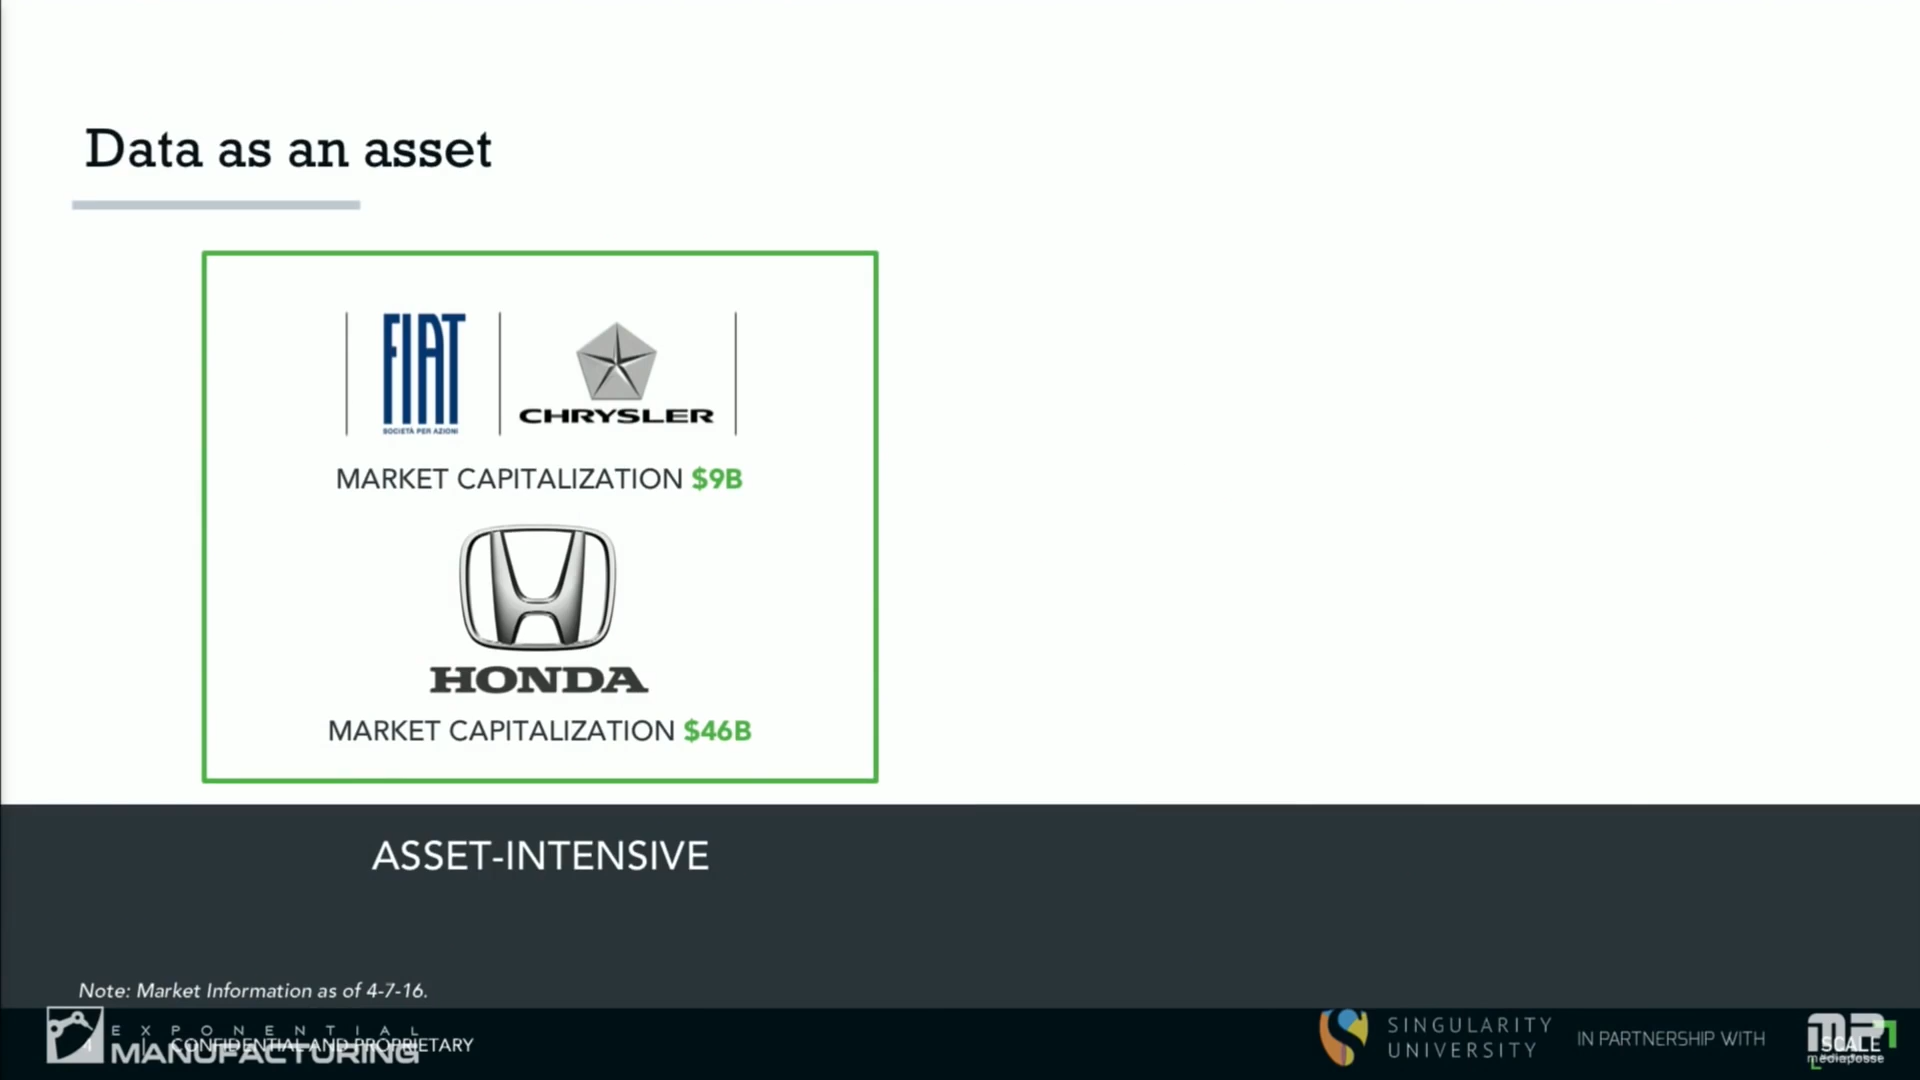 Data as an asset
FIAT
SOCIETÀ PER AZIONI
CHRYSLER
MARKET CAPITALIZATION $9B
HONDA
MARKET CAPITALIZATION $46B
ASSET-INTENSIVE
Note: Market Information as of 4-7-16.
EXPONENTIAL
MANUFACTURING
CONFIDENTIAL AND PROPRIETARY
SINGULARITY
UNIVERSITY
IN PARTNERSHIP WITH
SCALE
mediaposse